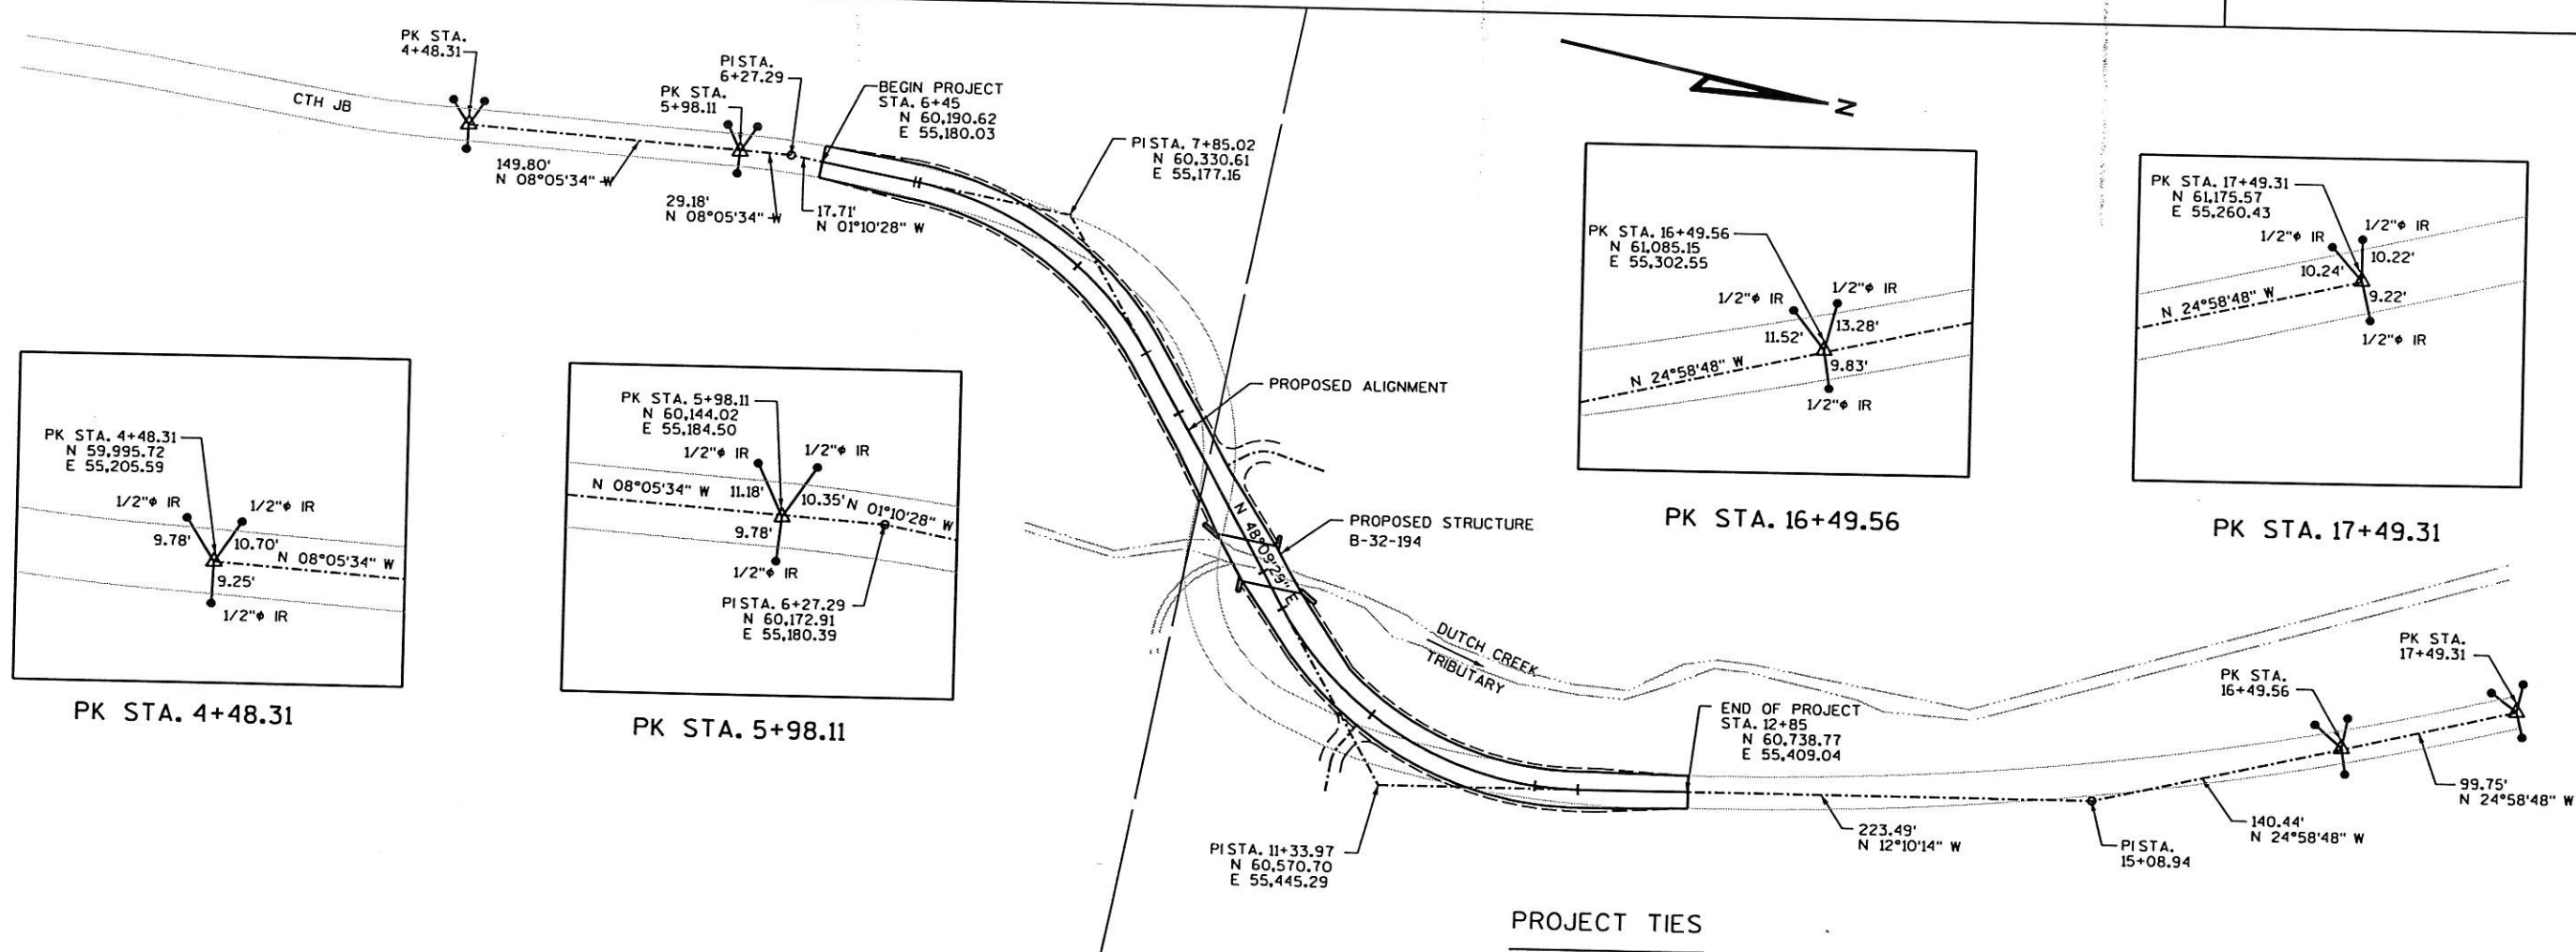 PK STA.
4+48.31
CTH JB
149.80'
N 08°05'34" W
PK STA.
5+98.11
29.18'
N 08°05'34" W
PI STA.
6+27.29
17.71'
N 01°10'28" W
BEGIN PROJECT
STA. 6+45
N 60,190.62
E 55,180.03
PI STA. 7+85.02
N 60,330.61
E 55,177.16
N
PROPOSED ALIGNMENT
N 48°09'29" E
PROPOSED STRUCTURE
B-32-194
DUTCH CREEK
TRIBUTARY
PI STA. 11+33.97
N 60,570.70
E 55,445.29
END OF PROJECT
STA. 12+85
N 60,738.77
E 55,409.04
223.49'
N 12°10'14" W
PI STA.
15+08.94
140.44'
N 24°58'48" W
PK STA.
16+49.56
99.75'
N 24°58'48" W
PK STA.
17+49.31
PK STA. 4+48.31
N 59,995.72
E 55,205.59
1/2"φ IR
1/2"φ IR
9.78'
10.70'
N 08°05'34" W
9.25'
1/2"φ IR
PK STA. 4+48.31
PK STA. 5+98.11
N 60,144.02
E 55,184.50
1/2"φ IR
1/2"φ IR
N 08°05'34" W
11.18'
10.35'
N 01°10'28" W
9.78'
1/2"φ IR
PI STA. 6+27.29
N 60,172.91
E 55,180.39
PK STA. 5+98.11
PK STA. 16+49.56
N 61,085.15
E 55,302.55
1/2"φ IR
1/2"φ IR
11.52'
13.28'
N 24°58'48" W
9.83'
1/2"φ IR
PK STA. 16+49.56
PK STA. 17+49.31
N 61,175.57
E 55,260.43
1/2"φ IR
1/2"φ IR
10.24'
10.22'
N 24°58'48" W
9.22'
1/2"φ IR
PK STA. 17+49.31
PROJECT TIES